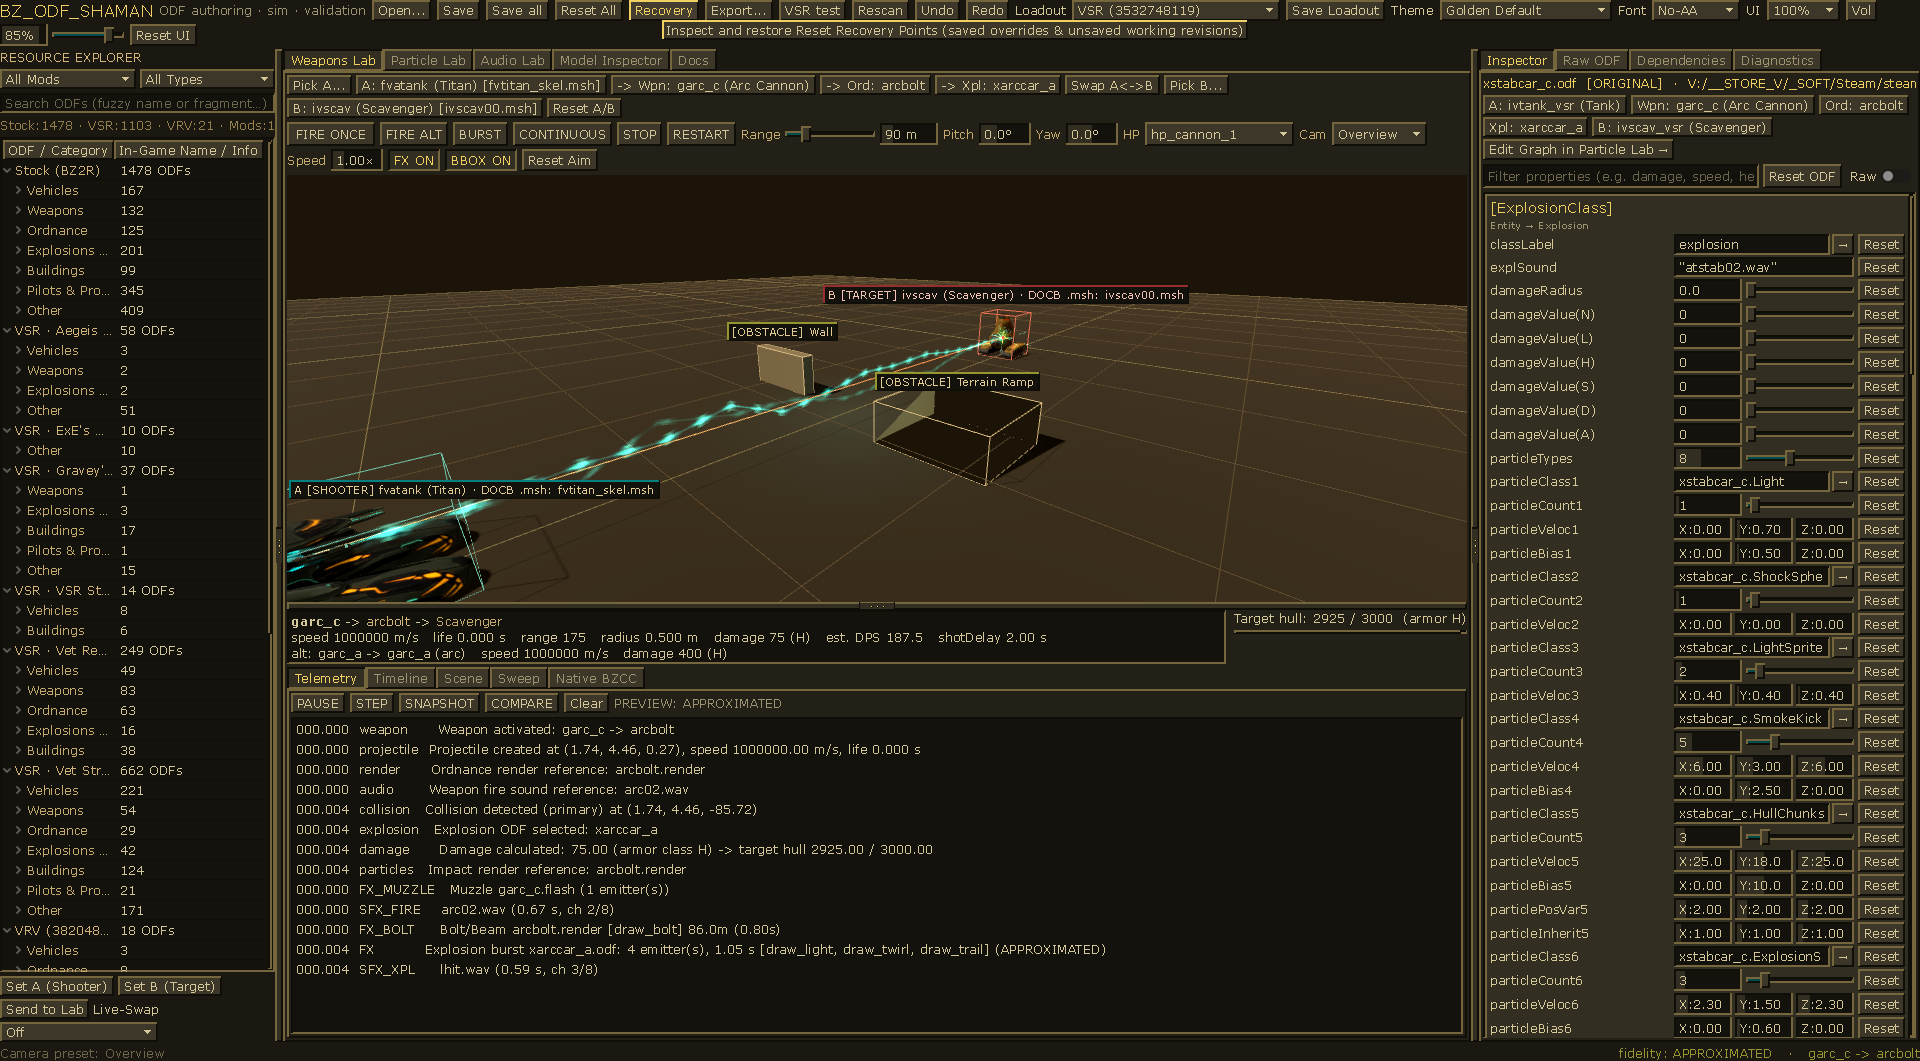 BZ_ODF_SHAMAN ODF authoring · sim · validation Open... Save Save all Reset All Recovery Export... VSR test Rescan Undo Redo Loadout VSR (3532748119) Save Loadout Theme Golden Default Font No-AA UI 100% Vol
85% Reset UI
Inspect and restore Reset Recovery Points (saved overrides & unsaved working revisions)
RESOURCE EXPLORER
All Mods All Types
Search ODFs (fuzzy name or fragment...)
Stock:1478 · VSR:1103 · VRV:21 · Mods:1
ODF / Category In-Game Name / Info
Stock (BZ2R) 1478 ODFs
Vehicles 167
Weapons 132
Ordnance 125
Explosions ... 201
Buildings 99
Pilots & Pro... 345
Other 409
VSR · Aegeis ... 58 ODFs
Vehicles 3
Weapons 2
Explosions ... 2
Other 51
VSR · ExE's ... 10 ODFs
Other 10
VSR · Gravey'... 37 ODFs
Weapons 1
Explosions ... 3
Buildings 17
Pilots & Pro... 1
Other 15
VSR · VSR St... 14 ODFs
Vehicles 8
Buildings 6
VSR · Vet Re... 249 ODFs
Vehicles 49
Weapons 83
Ordnance 63
Explosions ... 16
Buildings 38
VSR · Vet Str... 662 ODFs
Vehicles 221
Weapons 54
Ordnance 29
Explosions ... 42
Buildings 124
Pilots & Pro... 21
Other 171
VRV (382048... 18 ODFs
Vehicles 3
Ordnance 9
Set A (Shooter) Set B (Target)
Send to Lab Live-Swap
Off
Camera preset: Overview
Weapons Lab Particle Lab Audio Lab Model Inspector Docs
Pick A... A: fvatank (Titan) [fvtitan_skel.msh] -> Wpn: garc_c (Arc Cannon) -> Ord: arcbolt -> Xpl: xarccar_a Swap A<->B Pick B...
B: ivscav (Scavenger) [ivscav00.msh] Reset A/B
FIRE ONCE FIRE ALT BURST CONTINUOUS STOP RESTART Range 90 m Pitch 0.0° Yaw 0.0° HP hp_cannon_1 Cam Overview
Speed 1.00× FX ON BBOX ON Reset Aim
B [TARGET] ivscav (Scavenger) · DOCB .msh: ivscav00.msh
[OBSTACLE] Wall
[OBSTACLE] Terrain Ramp
A [SHOOTER] fvatank (Titan) · DOCB .msh: fvtitan_skel.msh
garc_c -> arcbolt -> Scavenger
speed 1000000 m/s life 0.000 s range 175 radius 0.500 m damage 75 (H) est. DPS 187.5 shotDelay 2.00 s
alt: garc_a -> garc_a (arc) speed 1000000 m/s damage 400 (H)
Target hull: 2925 / 3000 (armor H)
Telemetry Timeline Scene Sweep Native BZCC
PAUSE STEP SNAPSHOT COMPARE Clear PREVIEW: APPROXIMATED
000.000 weapon Weapon activated: garc_c -> arcbolt
000.000 projectile Projectile created at (1.74, 4.46, 0.27), speed 1000000.00 m/s, life 0.000 s
000.000 render Ordnance render reference: arcbolt.render
000.000 audio Weapon fire sound reference: arc02.wav
000.004 collision Collision detected (primary) at (1.74, 4.46, -85.72)
000.004 explosion Explosion ODF selected: xarccar_a
000.004 damage Damage calculated: 75.00 (armor class H) -> target hull 2925.00 / 3000.00
000.004 particles Impact render reference: arcbolt.render
000.000 FX_MUZZLE Muzzle garc_c.flash (1 emitter(s))
000.000 SFX_FIRE arc02.wav (0.67 s, ch 2/8)
000.000 FX_BOLT Bolt/Beam arcbolt.render [draw_bolt] 86.0m (0.80s)
000.004 FX Explosion burst xarccar_a.odf: 4 emitter(s), 1.05 s [draw_light, draw_twirl, draw_trail] (APPROXIMATED)
000.004 SFX_XPL lhit.wav (0.59 s, ch 3/8)
Inspector Raw ODF Dependencies Diagnostics
xstabcar_c.odf [ORIGINAL] · V:/__STORE_V/_SOFT/Steam/stean
A: ivtank_vsr (Tank) Wpn: garc_c (Arc Cannon) Ord: arcbolt
Xpl: xarccar_a B: ivscav_vsr (Scavenger)
Edit Graph in Particle Lab →
Filter properties (e.g. damage, speed, he Reset ODF Raw
[ExplosionClass]
Entity → Explosion
classLabel explosion → Reset
explSound "atstab02.wav" Reset
damageRadius 0.0 Reset
damageValue(N) 0 Reset
damageValue(L) 0 Reset
damageValue(H) 0 Reset
damageValue(S) 0 Reset
damageValue(D) 0 Reset
damageValue(A) 0 Reset
particleTypes 8 Reset
particleClass1 xstabcar_c.Light → Reset
particleCount1 1 Reset
particleVeloc1 X:0.00 Y:0.70 Z:0.00 Reset
particleBias1 X:0.00 Y:0.50 Z:0.00 Reset
particleClass2 xstabcar_c.ShockSphe → Reset
particleCount2 1 Reset
particleVeloc2 X:0.00 Y:0.00 Z:0.00 Reset
particleClass3 xstabcar_c.LightSprite → Reset
particleCount3 2 Reset
particleVeloc3 X:0.40 Y:0.40 Z:0.40 Reset
particleClass4 xstabcar_c.SmokeKick → Reset
particleCount4 5 Reset
particleVeloc4 X:6.00 Y:3.00 Z:6.00 Reset
particleBias4 X:0.00 Y:2.50 Z:0.00 Reset
particleClass5 xstabcar_c.HullChunks → Reset
particleCount5 3 Reset
particleVeloc5 X:25.0 Y:18.0 Z:25.0 Reset
particleBias5 X:0.00 Y:10.0 Z:0.00 Reset
particlePosVar5 X:2.00 Y:2.00 Z:2.00 Reset
particleInherit5 X:1.00 Y:1.00 Z:1.00 Reset
particleClass6 xstabcar_c.ExplosionS → Reset
particleCount6 3 Reset
particleVeloc6 X:2.30 Y:1.50 Z:2.30 Reset
particleBias6 X:0.00 Y:0.60 Z:0.00 Reset
fidelity: APPROXIMATED · garc_c -> arcbolt